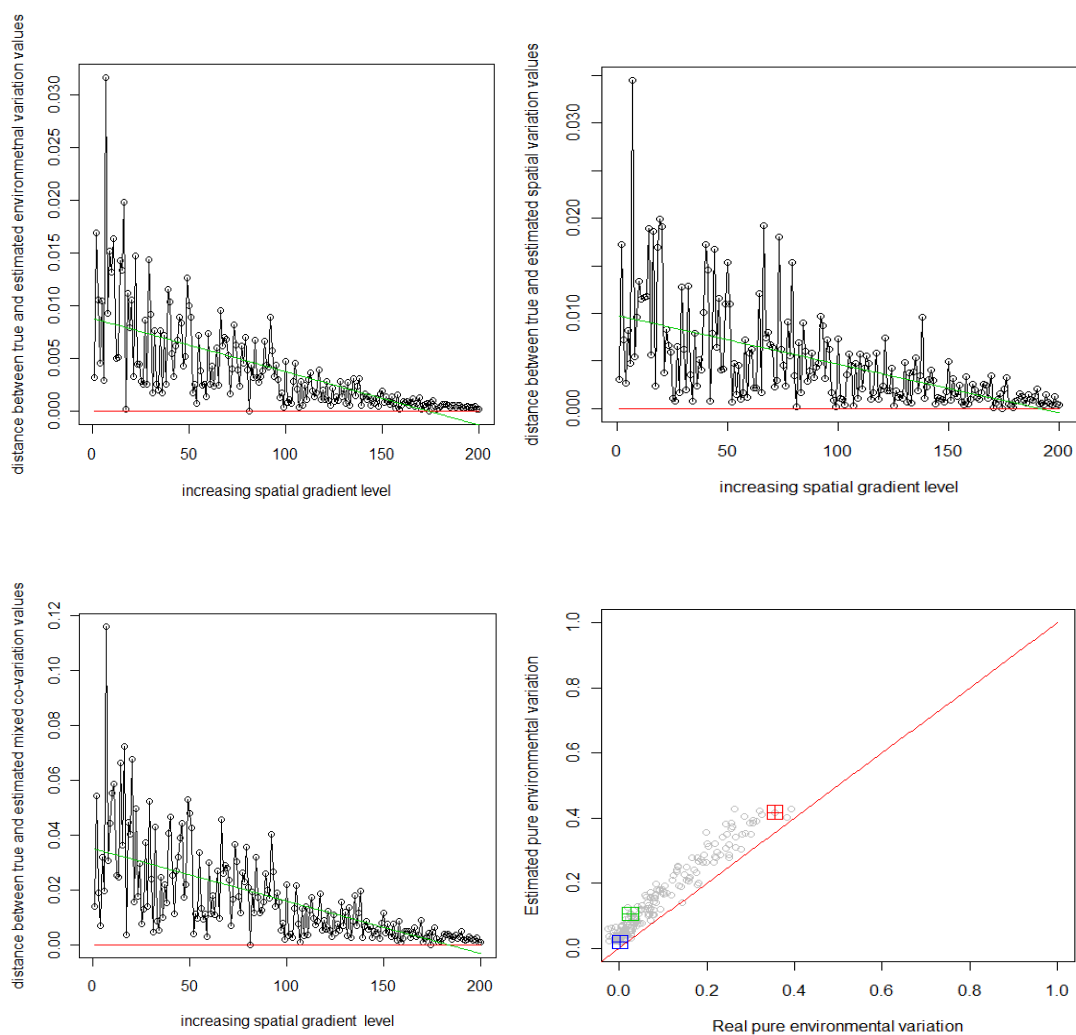 distance between true and estimated environmetnal variation values
0.030
0.025
0.020
0.015
0.010
0.005
0.000
0 50 100 150 200
increasing spatial gradient level
distance between true and estimated spatial variation values
0.030
0.020
0.010
0.000
0 50 100 150 200
increasing spatial gradient level
distance between true and estimated mixed co-variation values
0.12
0.10
0.08
0.06
0.04
0.02
0.00
0 50 100 150 200
increasing spatial gradient level
Estimated pure environmental variation
1.0
0.8
0.6
0.4
0.2
0.0
0.0 0.2 0.4 0.6 0.8 1.0
Real pure environmental variation